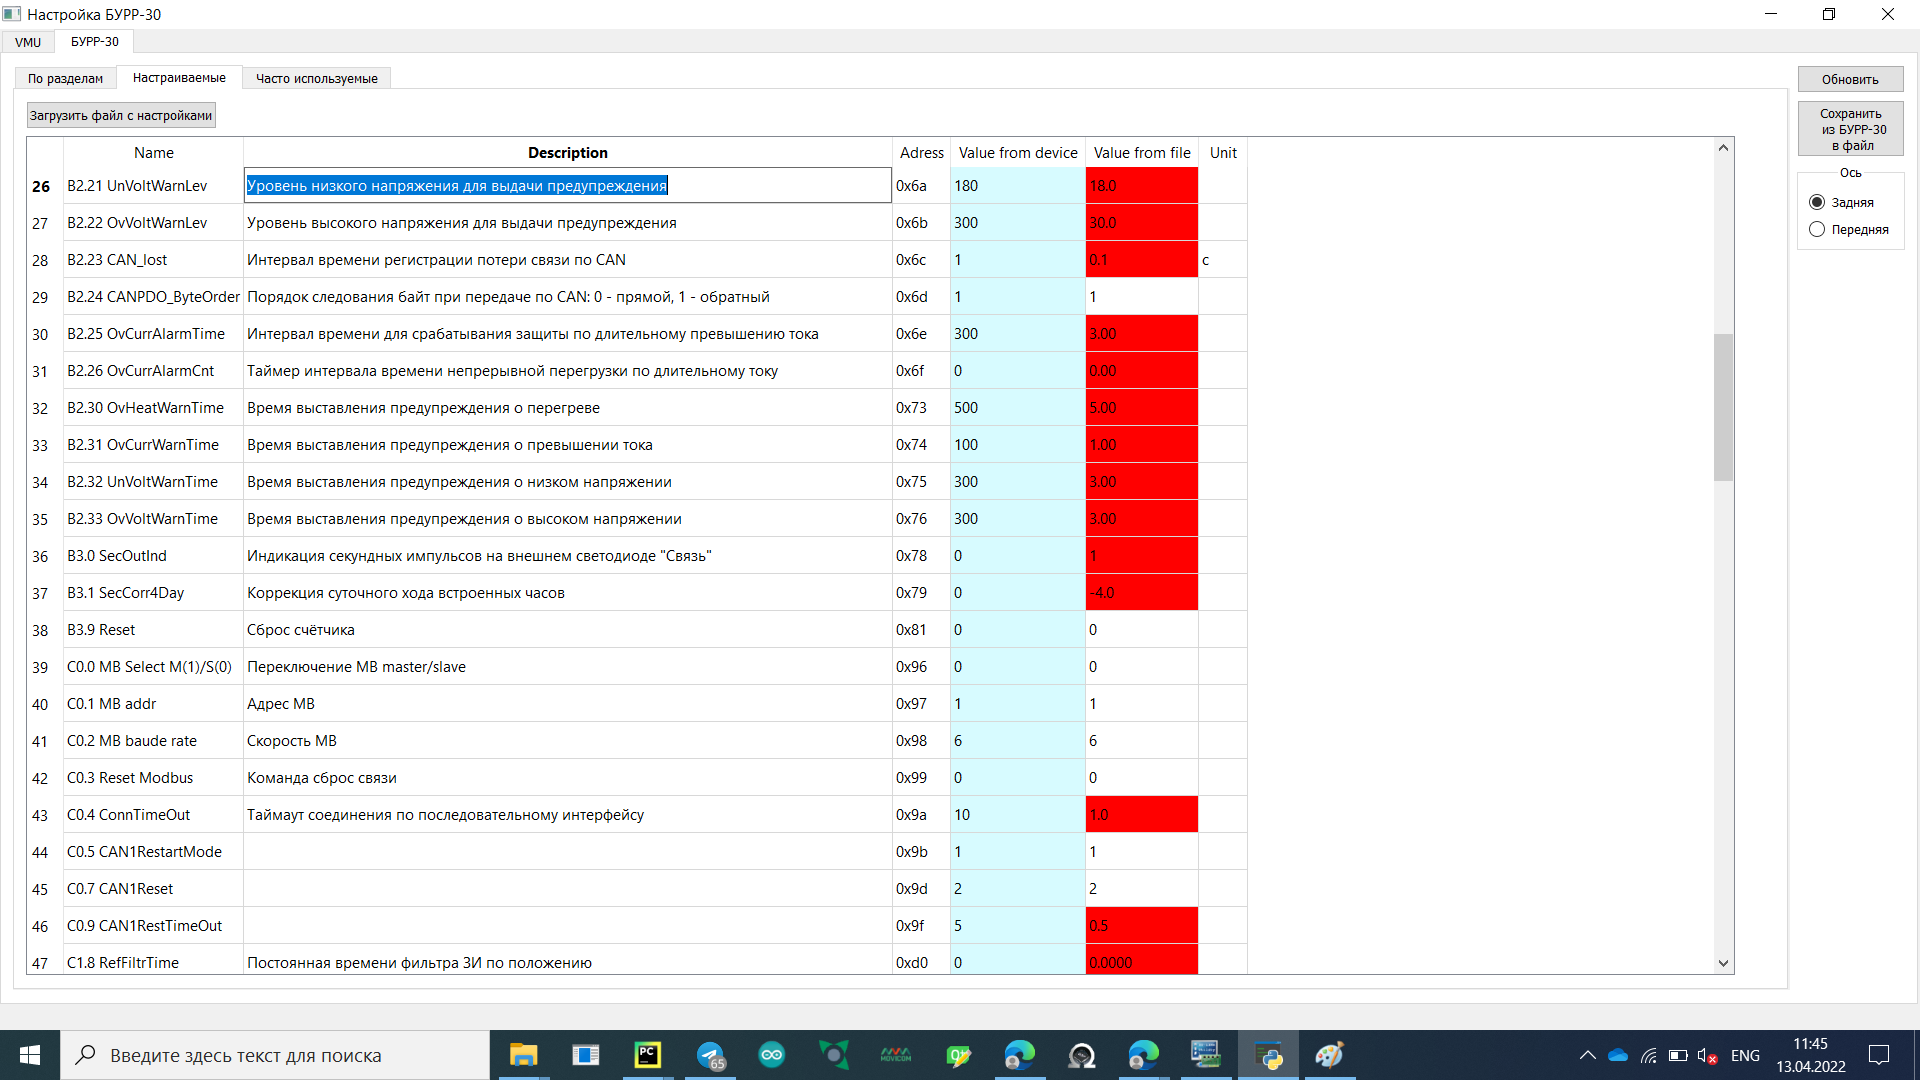 Настройка БУРР-30
VMU БУРР-30
По разделам Настраиваемые Часто используемые
Обновить
Загрузить файл с настройками
Сохранить
из БУРР-30
в файл
Ось
Задняя
Передняя
Name Description Adress Value from device Value from file Unit
26 B2.21 UnVoltWarnLev Уровень низкого напряжения для выдачи предупреждения 0x6a 180 18.0
27 B2.22 OvVoltWarnLev Уровень высокого напряжения для выдачи предупреждения 0x6b 300 30.0
28 B2.23 CAN_lost Интервал времени регистрации потери связи по CAN 0x6c 1 0.1 с
29 B2.24 CANPDO_ByteOrder Порядок следования байт при передаче по CAN: 0 - прямой, 1 - обратный 0x6d 1 1
30 B2.25 OvCurrAlarmTime Интервал времени для срабатывания защиты по длительному превышению тока 0x6e 300 3.00
31 B2.26 OvCurrAlarmCnt Таймер интервала времени непрерывной перегрузки по длительному току 0x6f 0 0.00
32 B2.30 OvHeatWarnTime Время выставления предупреждения о перегреве 0x73 500 5.00
33 B2.31 OvCurrWarnTime Время выставления предупреждения о превышении тока 0x74 100 1.00
34 B2.32 UnVoltWarnTime Время выставления предупреждения о низком напряжении 0x75 300 3.00
35 B2.33 OvVoltWarnTime Время выставления предупреждения о высоком напряжении 0x76 300 3.00
36 B3.0 SecOutInd Индикация секундных импульсов на внешнем светодиоде "Связь" 0x78 0 1
37 B3.1 SecCorr4Day Коррекция суточного хода встроенных часов 0x79 0 -4.0
38 B3.9 Reset Сброс счётчика 0x81 0 0
39 C0.0 MB Select M(1)/S(0) Переключение MB master/slave 0x96 0 0
40 C0.1 MB addr Адрес MB 0x97 1 1
41 C0.2 MB baude rate Скорость MB 0x98 6 6
42 C0.3 Reset Modbus Команда сброс связи 0x99 0 0
43 C0.4 ConnTimeOut Таймаут соединения по последовательному интерфейсу 0x9a 10 1.0
44 C0.5 CAN1RestartMode 0x9b 1 1
45 C0.7 CAN1Reset 0x9d 2 2
46 C0.9 CAN1RestTimeOut 0x9f 5 0.5
47 C1.8 RefFiltrTime Постоянная времени фильтра ЗИ по положению 0xd0 0 0.0000
Введите здесь текст для поиска
PC
65
MOVICOM
ENG
11:45
13.04.2022